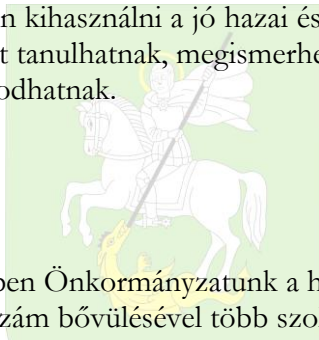 n kihasználni a jó hazai és
t tanulhatnak, megismerhe
odhatnak.
ben Önkormányzatunk a h
zám bővülésével több szo